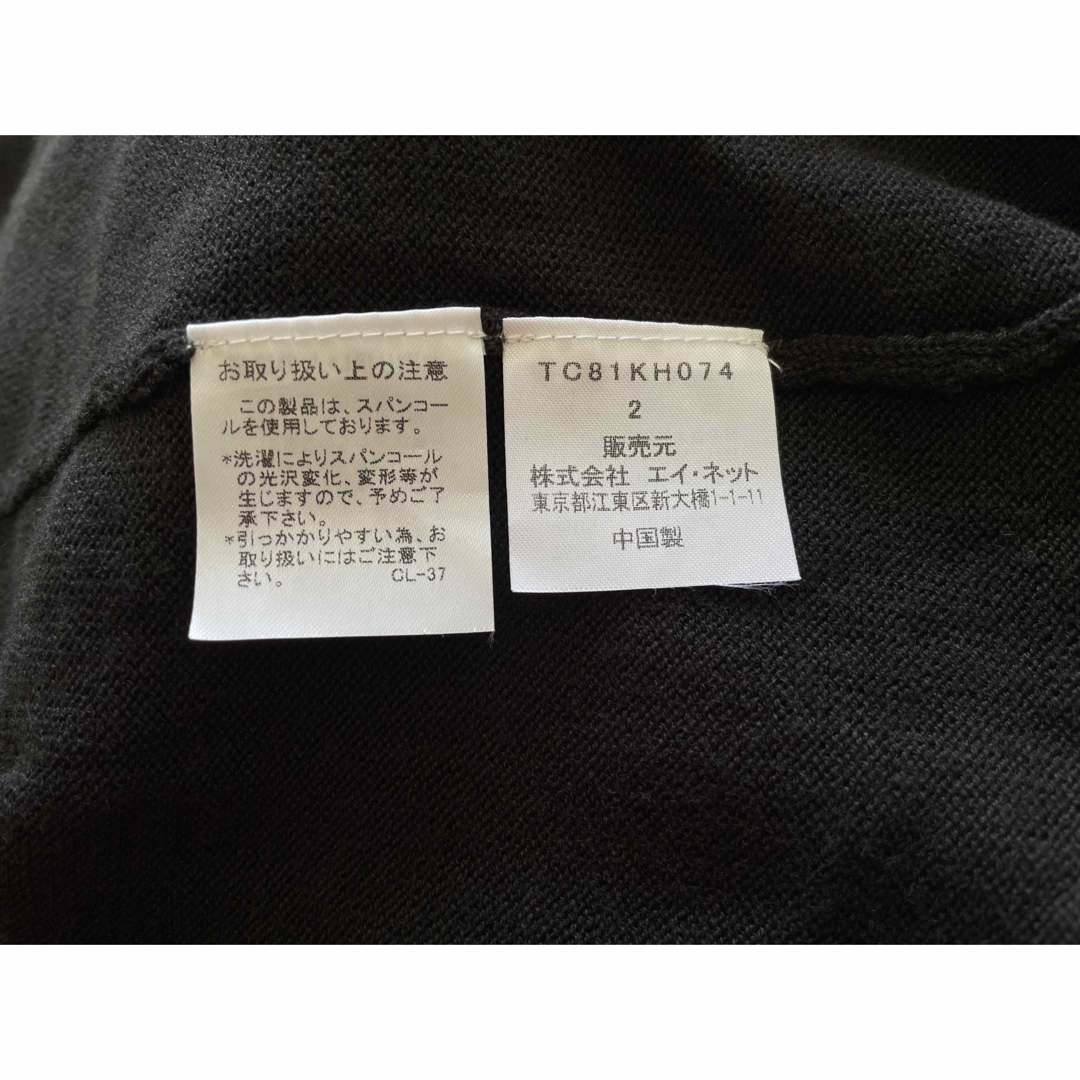 お取り扱い上の注意
この製品は、スパンコー
ルを使用しております。
*洗濯によりスパンコール
の光沢変化、変形等が
生じますので、予めご了
承下さい。
*引っかかりやすい為、お
取り扱いにはご注意下
さい。 CL-37
TC81KH074
2
販売元
株式会社 エイ・ネット
東京都江東区新大橋1-1-11
中国製